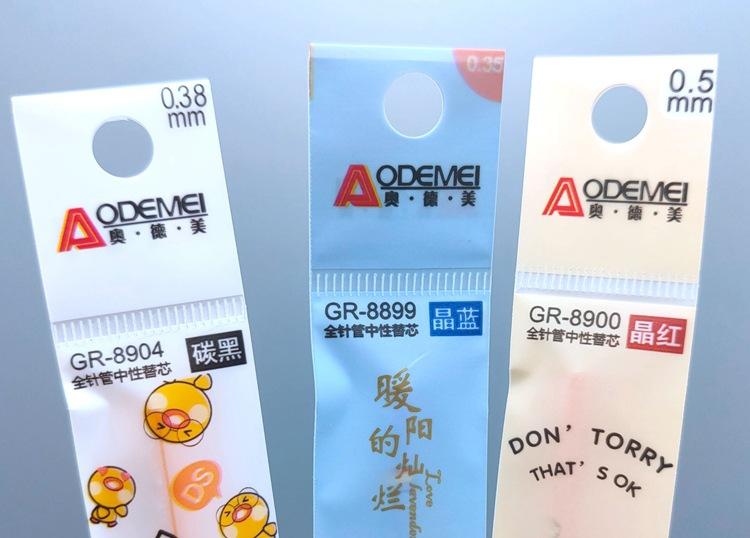 0.38
mm
AODEMEI
奥·德·美
GR-8904
全针管中性替芯
碳黑
DS
0.35
AODEMEI
奥·德·美
GR-8899
全针管中性替芯
晶蓝
暖阳
的灿烂
Love
0.5
mm
AODEMEI
奥·德·美
GR-8900
全针管中性替芯
晶红
DON' TORRY
THAT'S OK